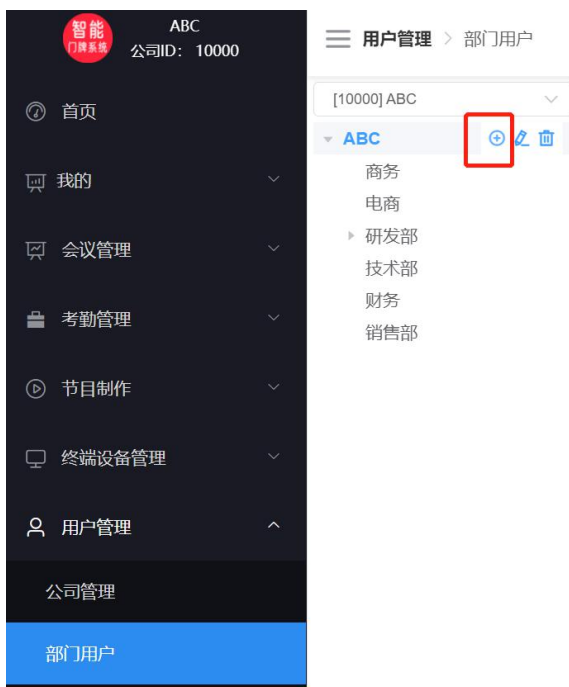 智能
门牌系统
ABC
公司ID： 10000
首页
我的
会议管理
考勤管理
节目制作
终端设备管理
用户管理
公司管理
部门用户
用户管理 > 部门用户
[10000] ABC
ABC
商务
电商
研发部
技术部
财务
销售部